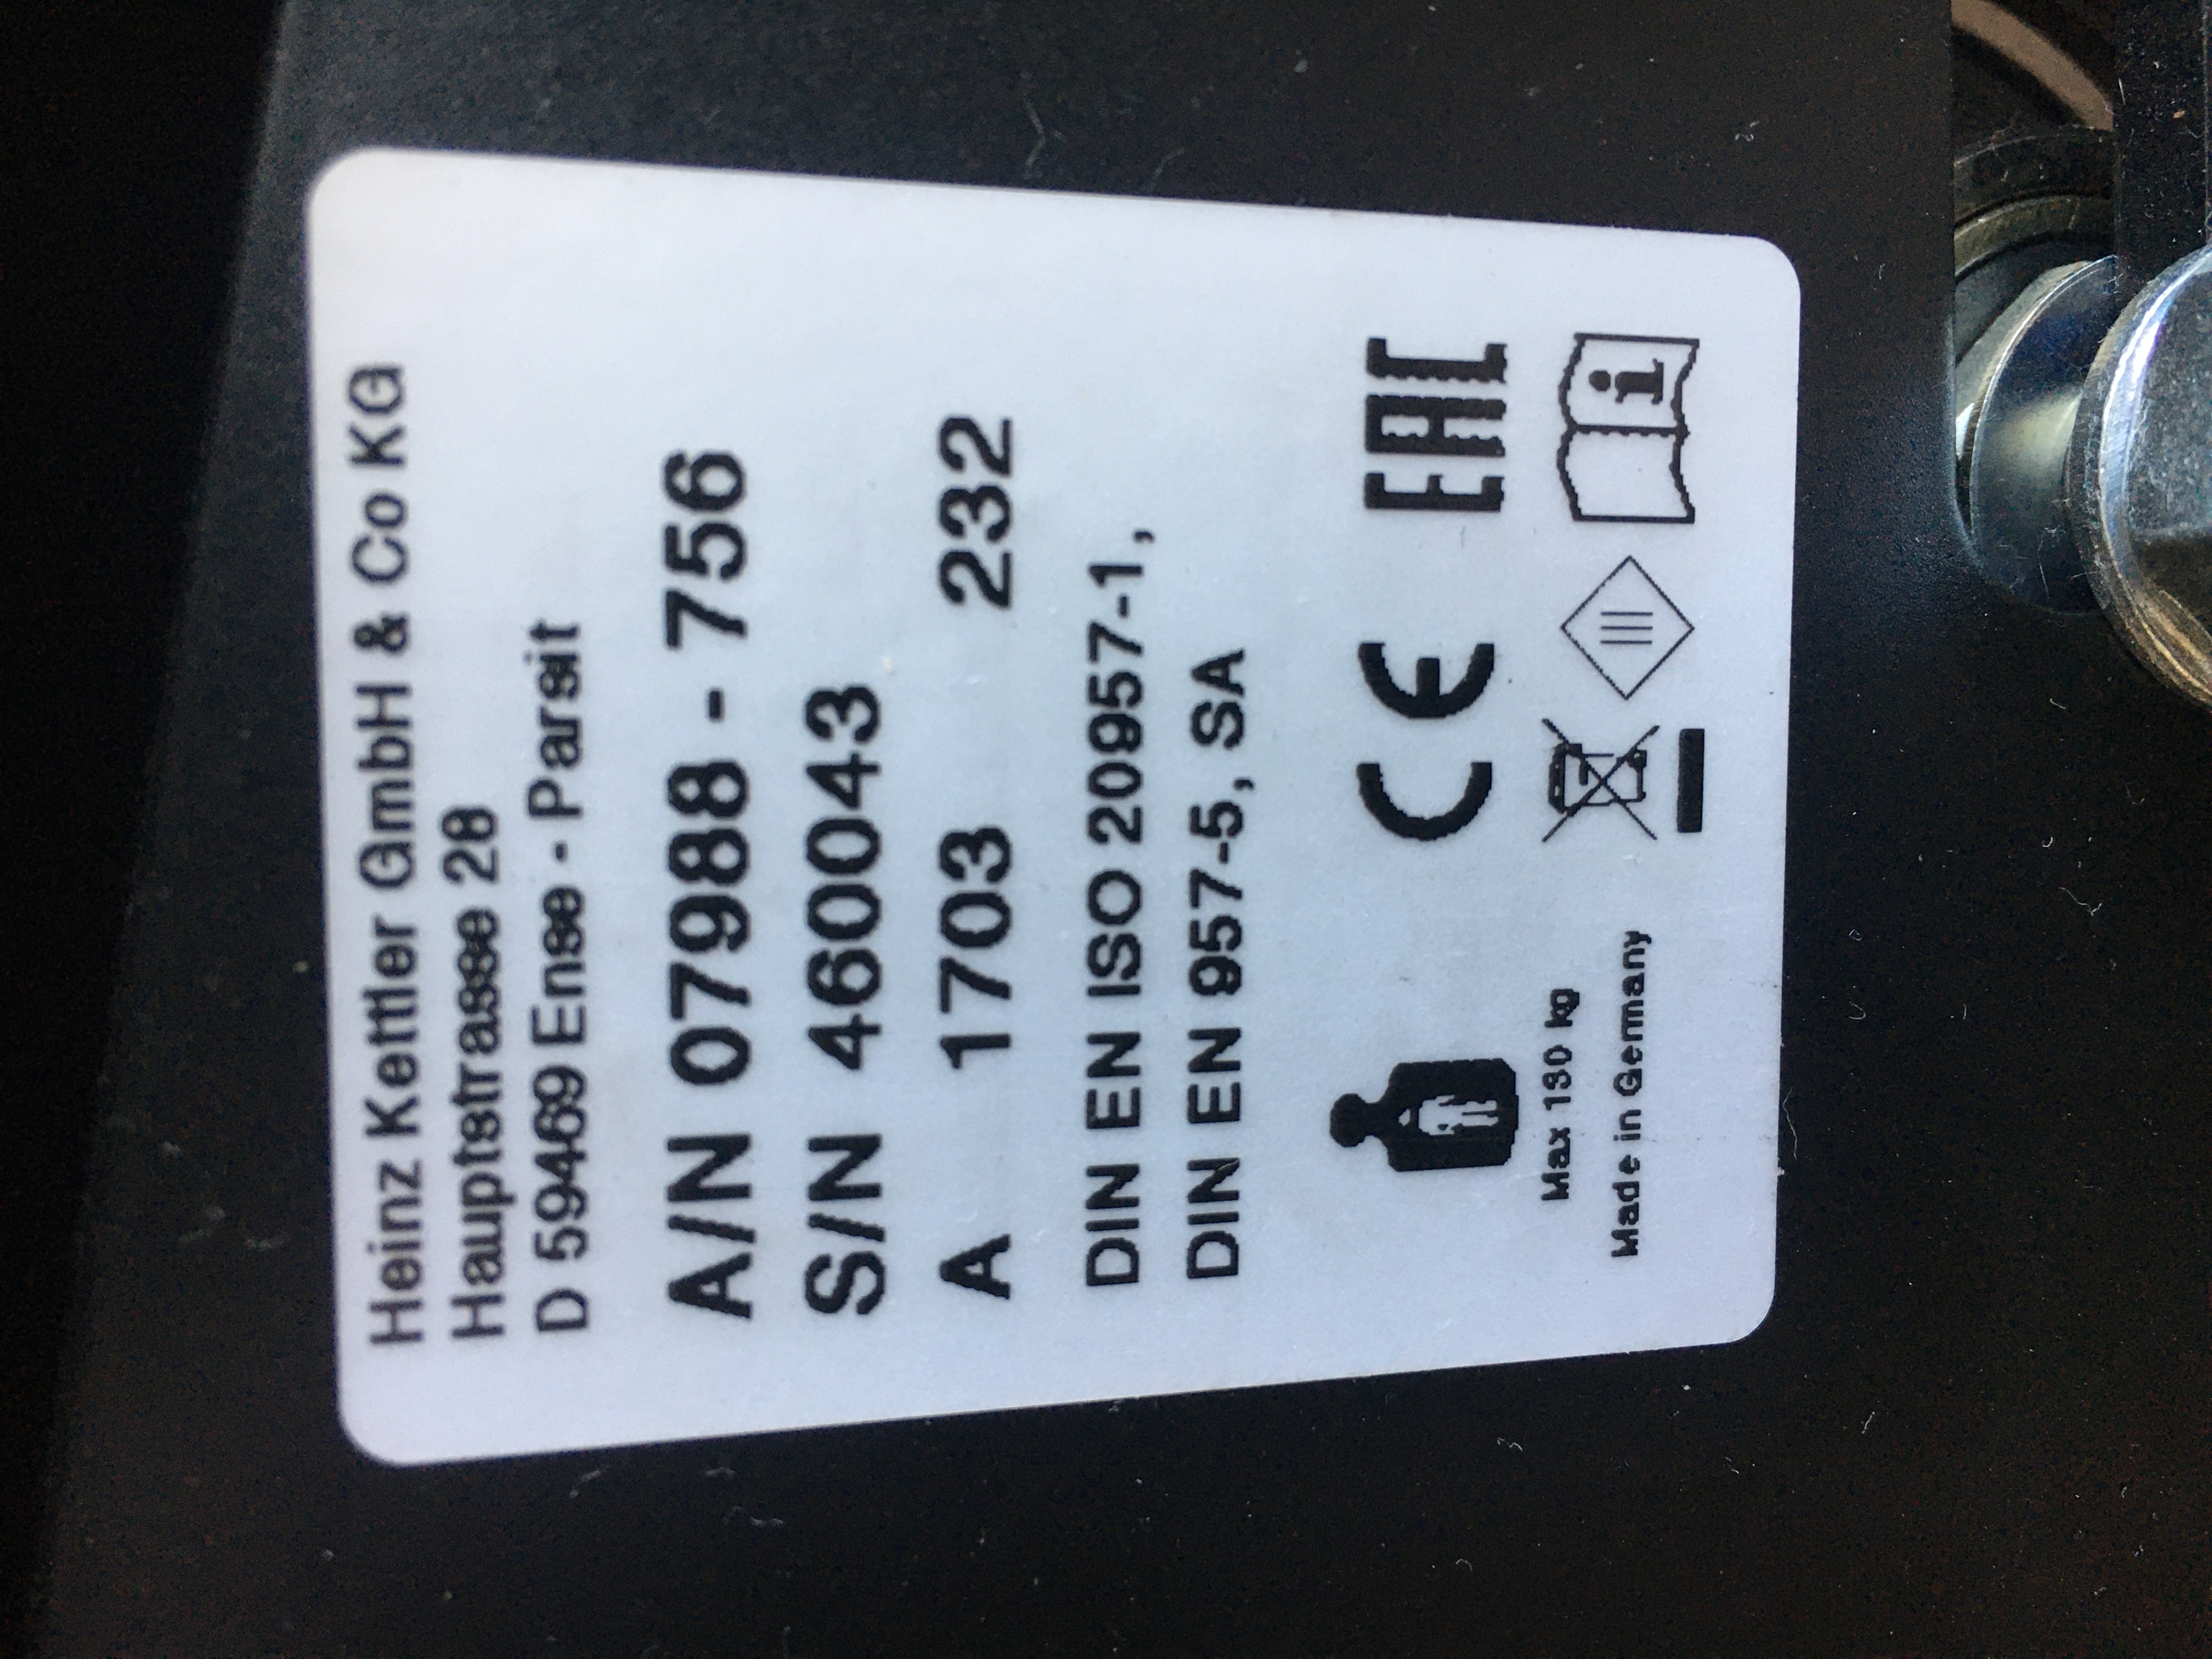 Heinz Kettler GmbH & Co KG
Hauptstrasse 28
D 59469 Ense - Parsit
A/N 07988 - 756
S/N 460043
A 1703 232
DIN EN ISO 20957-1,
DIN EN 957-5, SA
CE EAC
Max 130 kg
Made in Germany
III
i